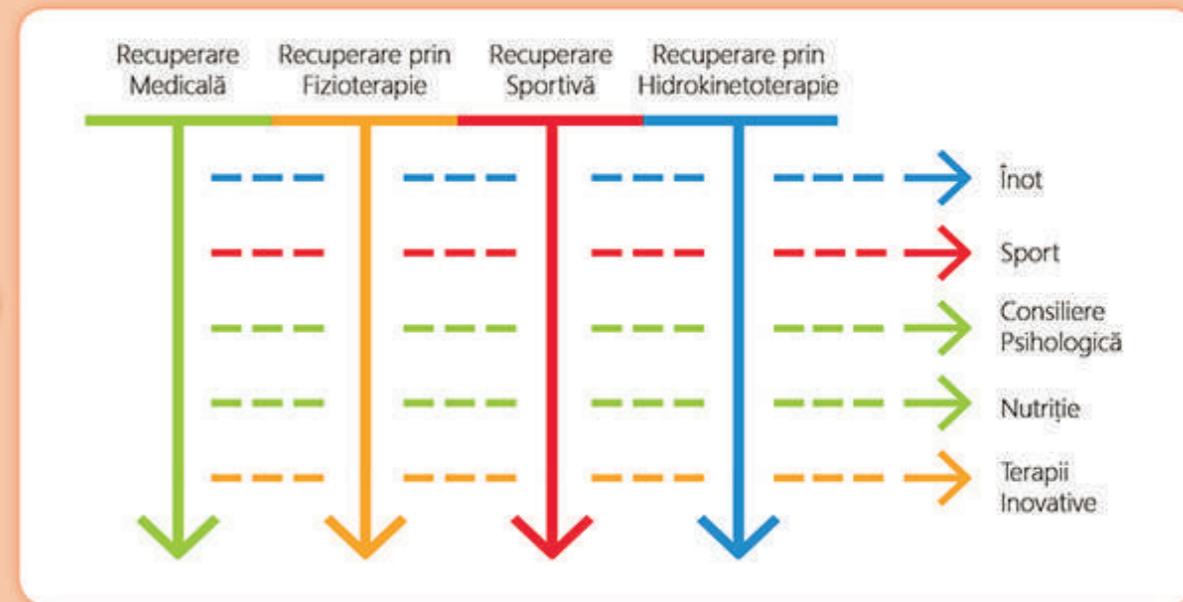 Recuperare
Medicală
Recuperare prin
Fizioterapie
Recuperare
Sportivă
Recuperare prin
Hidrokinetoterapie
Înot
Sport
Consiliere
Psihologică
Nutriție
Terapii
Inovative